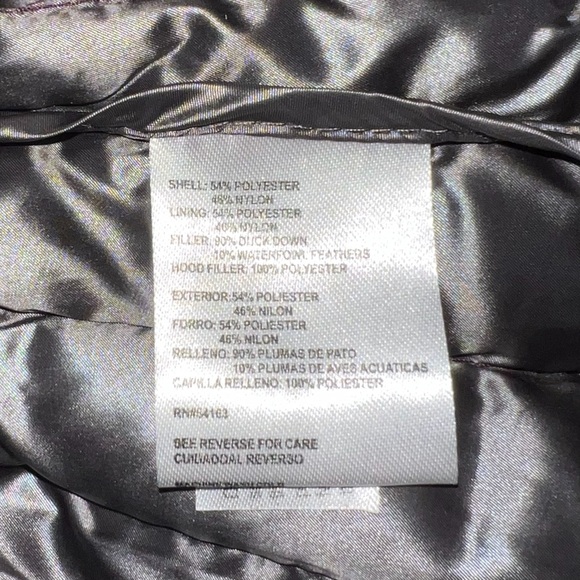 SHELL: 54% POLYESTER
46% NYLON
LINING: 54% POLYESTER
46% NYLON
FILLER: 90% DUCK DOWN
10% WATERFOWL FEATHERS
HOOD FILLER: 100% POLYESTER
EXTERIOR:54% POLIESTER
46% NILON
FORRO: 54% POLIESTER
46% NILON
RELLENO: 90% PLUMAS DE PATO
10% PLUMAS DE AVES ACUATICAS
CAPILLA RELLENO: 100% POLIESTER
RN#54163
SEE REVERSE FOR CARE
CUIDADOAL REVERSO